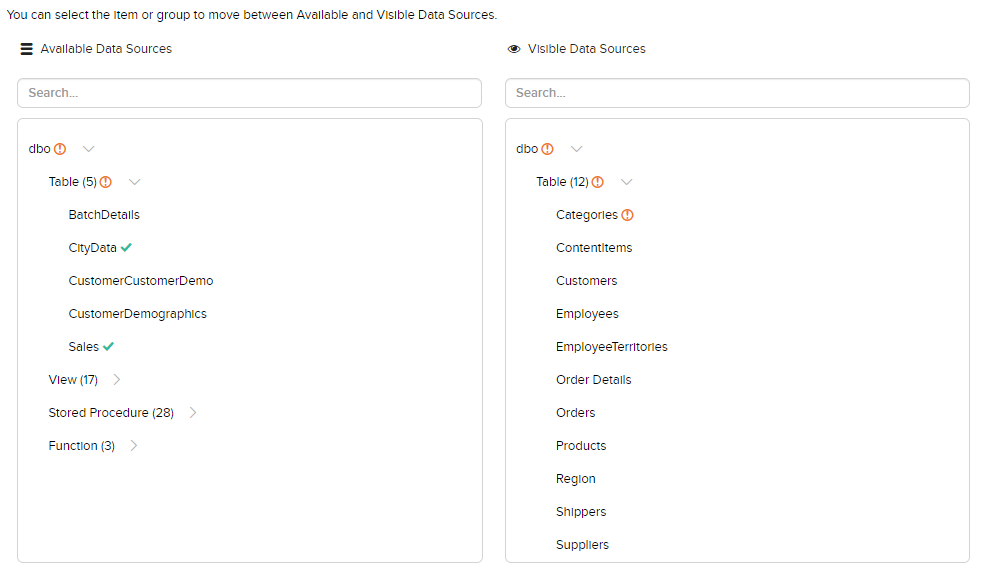 You can select the item or group to move between Available and Visible Data Sources.
Available Data Sources
Search...
dbo
Table (5)
BatchDetails
CityData
CustomerCustomerDemo
CustomerDemographics
Sales
View (17)
Stored Procedure (28)
Function (3)
Visible Data Sources
Search...
dbo
Table (12)
Categories
ContentItems
Customers
Employees
EmployeeTerritories
Order Details
Orders
Products
Region
Shippers
Suppliers